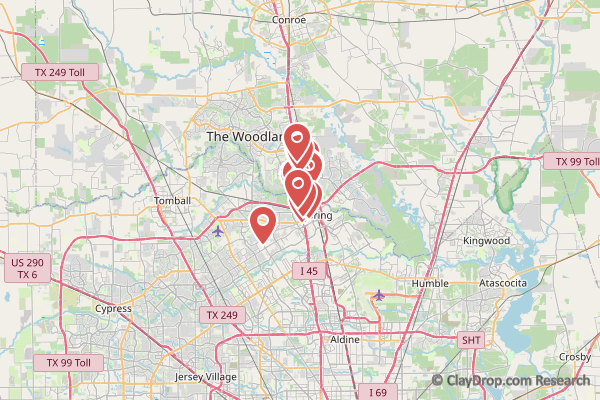 Conroe
TX 249 Toll
The Woodlan
TX 99 Toll
Tomball
ring
Kingwood
US 290
TX 6
I 45
Humble
Atascocita
Cypress
TX 249
Aldine
SHT
Crosby
TX 99 Toll
Jersey Village
I 69
© ClayDrop.com Research